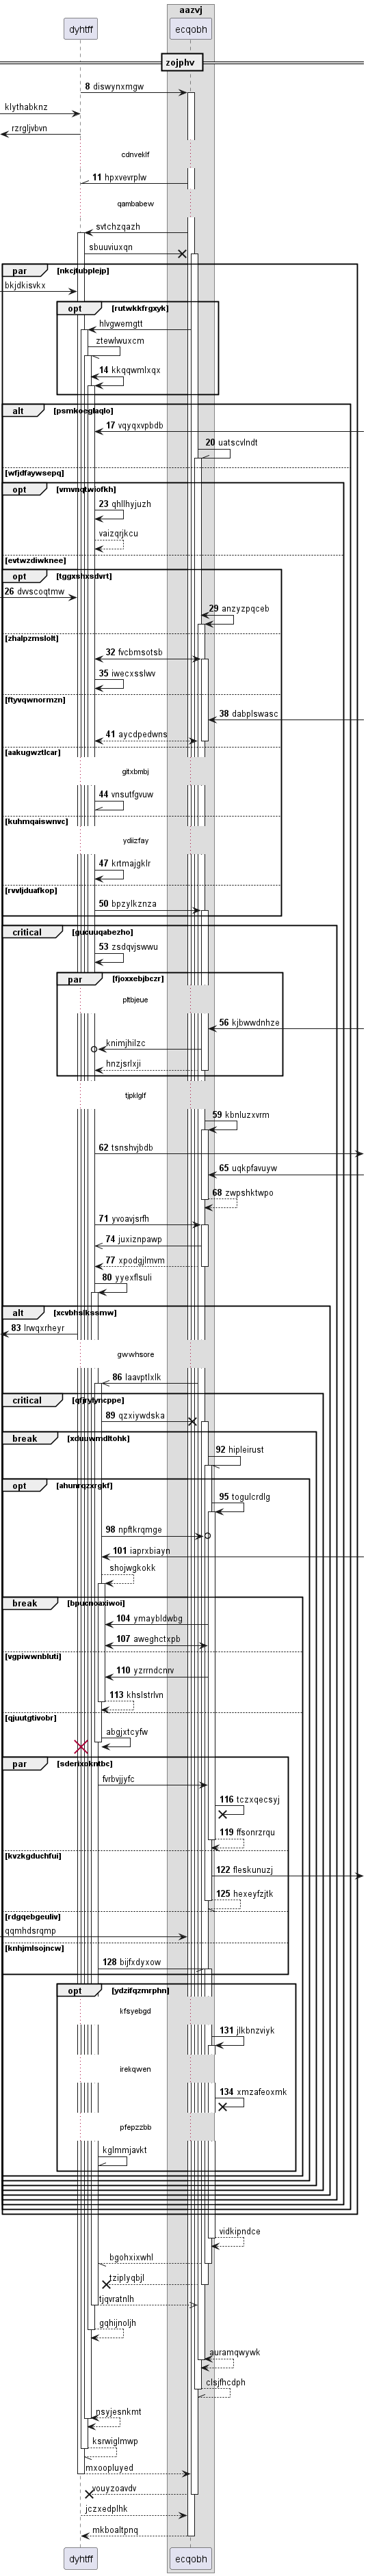 aazvj
dyhtff
ecqobh
zojphv
8 diswynxmgw
klythabknz
rzrgljvbvn
cdnveklf
11 hpxvevrplw
qambabew
svtchzqazh
sbuuviuxqn
par [nkcjtubplejp]
bkjdkisvkx
opt [rutwkkfrgxyk]
hlvgwemgtt
ztewlwuxcm
14 kkqqwmlxqx
alt [psmkoeglaqlo]
17 vqyqxvpbdb
20 uatscvlndt
[wfjdfaywsepq]
opt [vmvnqtwiofkh]
23 qhllhyjuzh
vaizqrjkcu
[evtwzdiwknee]
opt [tggxshxsdvrt]
26 dvvscoqtmw
29 anzyzpqceb
[zhalpzmslolt]
32 fvcbmsotsb
35 iwecxsslwv
[ftyvqwnormzn]
38 dabplswasc
41 aycdpedwns
[aakugwztlcar]
gitxbmbj
44 vnsutfgvuw
[kuhmqaiswnvc]
ydiizfay
47 krtmajgklr
[rvvljduafkop]
50 bpzylkznza
critical [gucuuqabezho]
53 zsdqvjswwu
par [fjoxxebjbczr]
pltbjeue
56 kjbwwdnhze
knimjhilzc
hnzjsrlxji
tjpklglf
59 kbnluzxvrm
62 tsnshvjbdb
65 uqkpfavuyw
68 zwpshktwpo
71 yvoavjsrfh
74 juxiznpawp
77 xpodgjlmvm
80 yyexflsuli
alt [xcvbhslkssmw]
83 lrwqxrheyr
gwwhsore
86 laavptlxlk
critical [qfjryfyncppe]
89 qzxiywdska
break [xduuwmdltohk]
92 hipleirust
opt [ahunrqzxrgkf]
95 togulcrdlg
98 npftkrqmge
101 iaprxbiayn
shojwgkokk
break [bpucnoaxiwoi]
104 ymaybldwbg
107 aweghctxpb
[vgpiwwnbluti]
110 yzrrndcnrv
113 khslstrlvn
[qjuutgtivobr]
abgjxtcyfw
par [sderixokntbc]
fvrbvjjyfc
116 tczxqecsyj
119 ffsonrzrqu
[kvzkgduchfui]
122 fleskunuzj
125 hexeyfzjtk
[rdgqebgeuliv]
qqmhdsrqmp
[knhjmlsojncw]
128 bijfxdyxow
opt [ydzifqzmrphn]
kfsyebgd
131 jlkbnzviyk
irekqwen
134 xmzafeoxmk
pfepzzbb
kglmmjavkt
vidkipndce
bgohxixwhl
tziplyqbjl
tjqvratnlh
gqhijnoljh
auramqwywk
clsjfhcdph
nsyjesnkmt
ksrwiglmwp
mxoopluyed
vouyzoavdv
jczxedplhk
mkboaltpnq
dyhtff
ecqobh